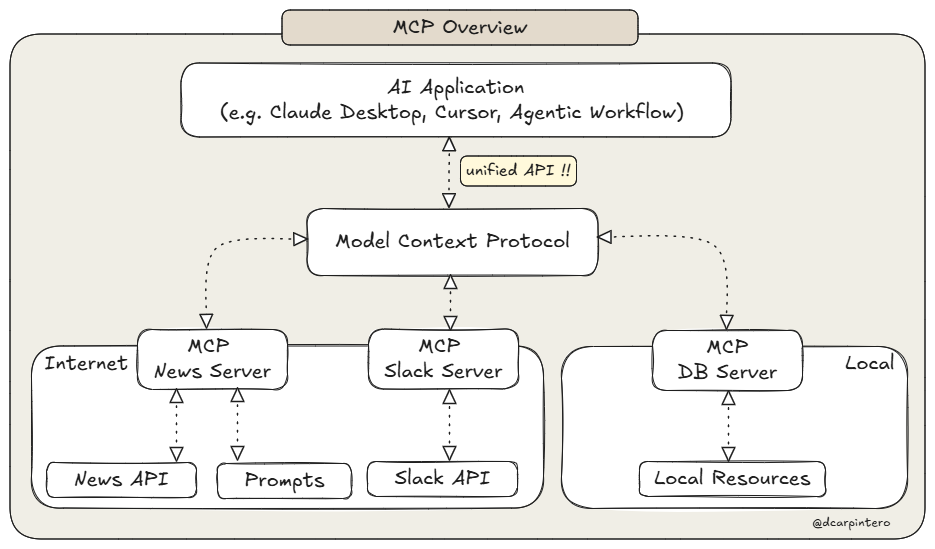 MCP Overview
AI Application
(e.g. Claude Desktop, Cursor, Agentic Workflow)
unified API !!
Model Context Protocol
Internet
MCP
News Server
MCP
Slack Server
MCP
DB Server
Local
News API
Prompts
Slack API
Local Resources
@dcarpintero